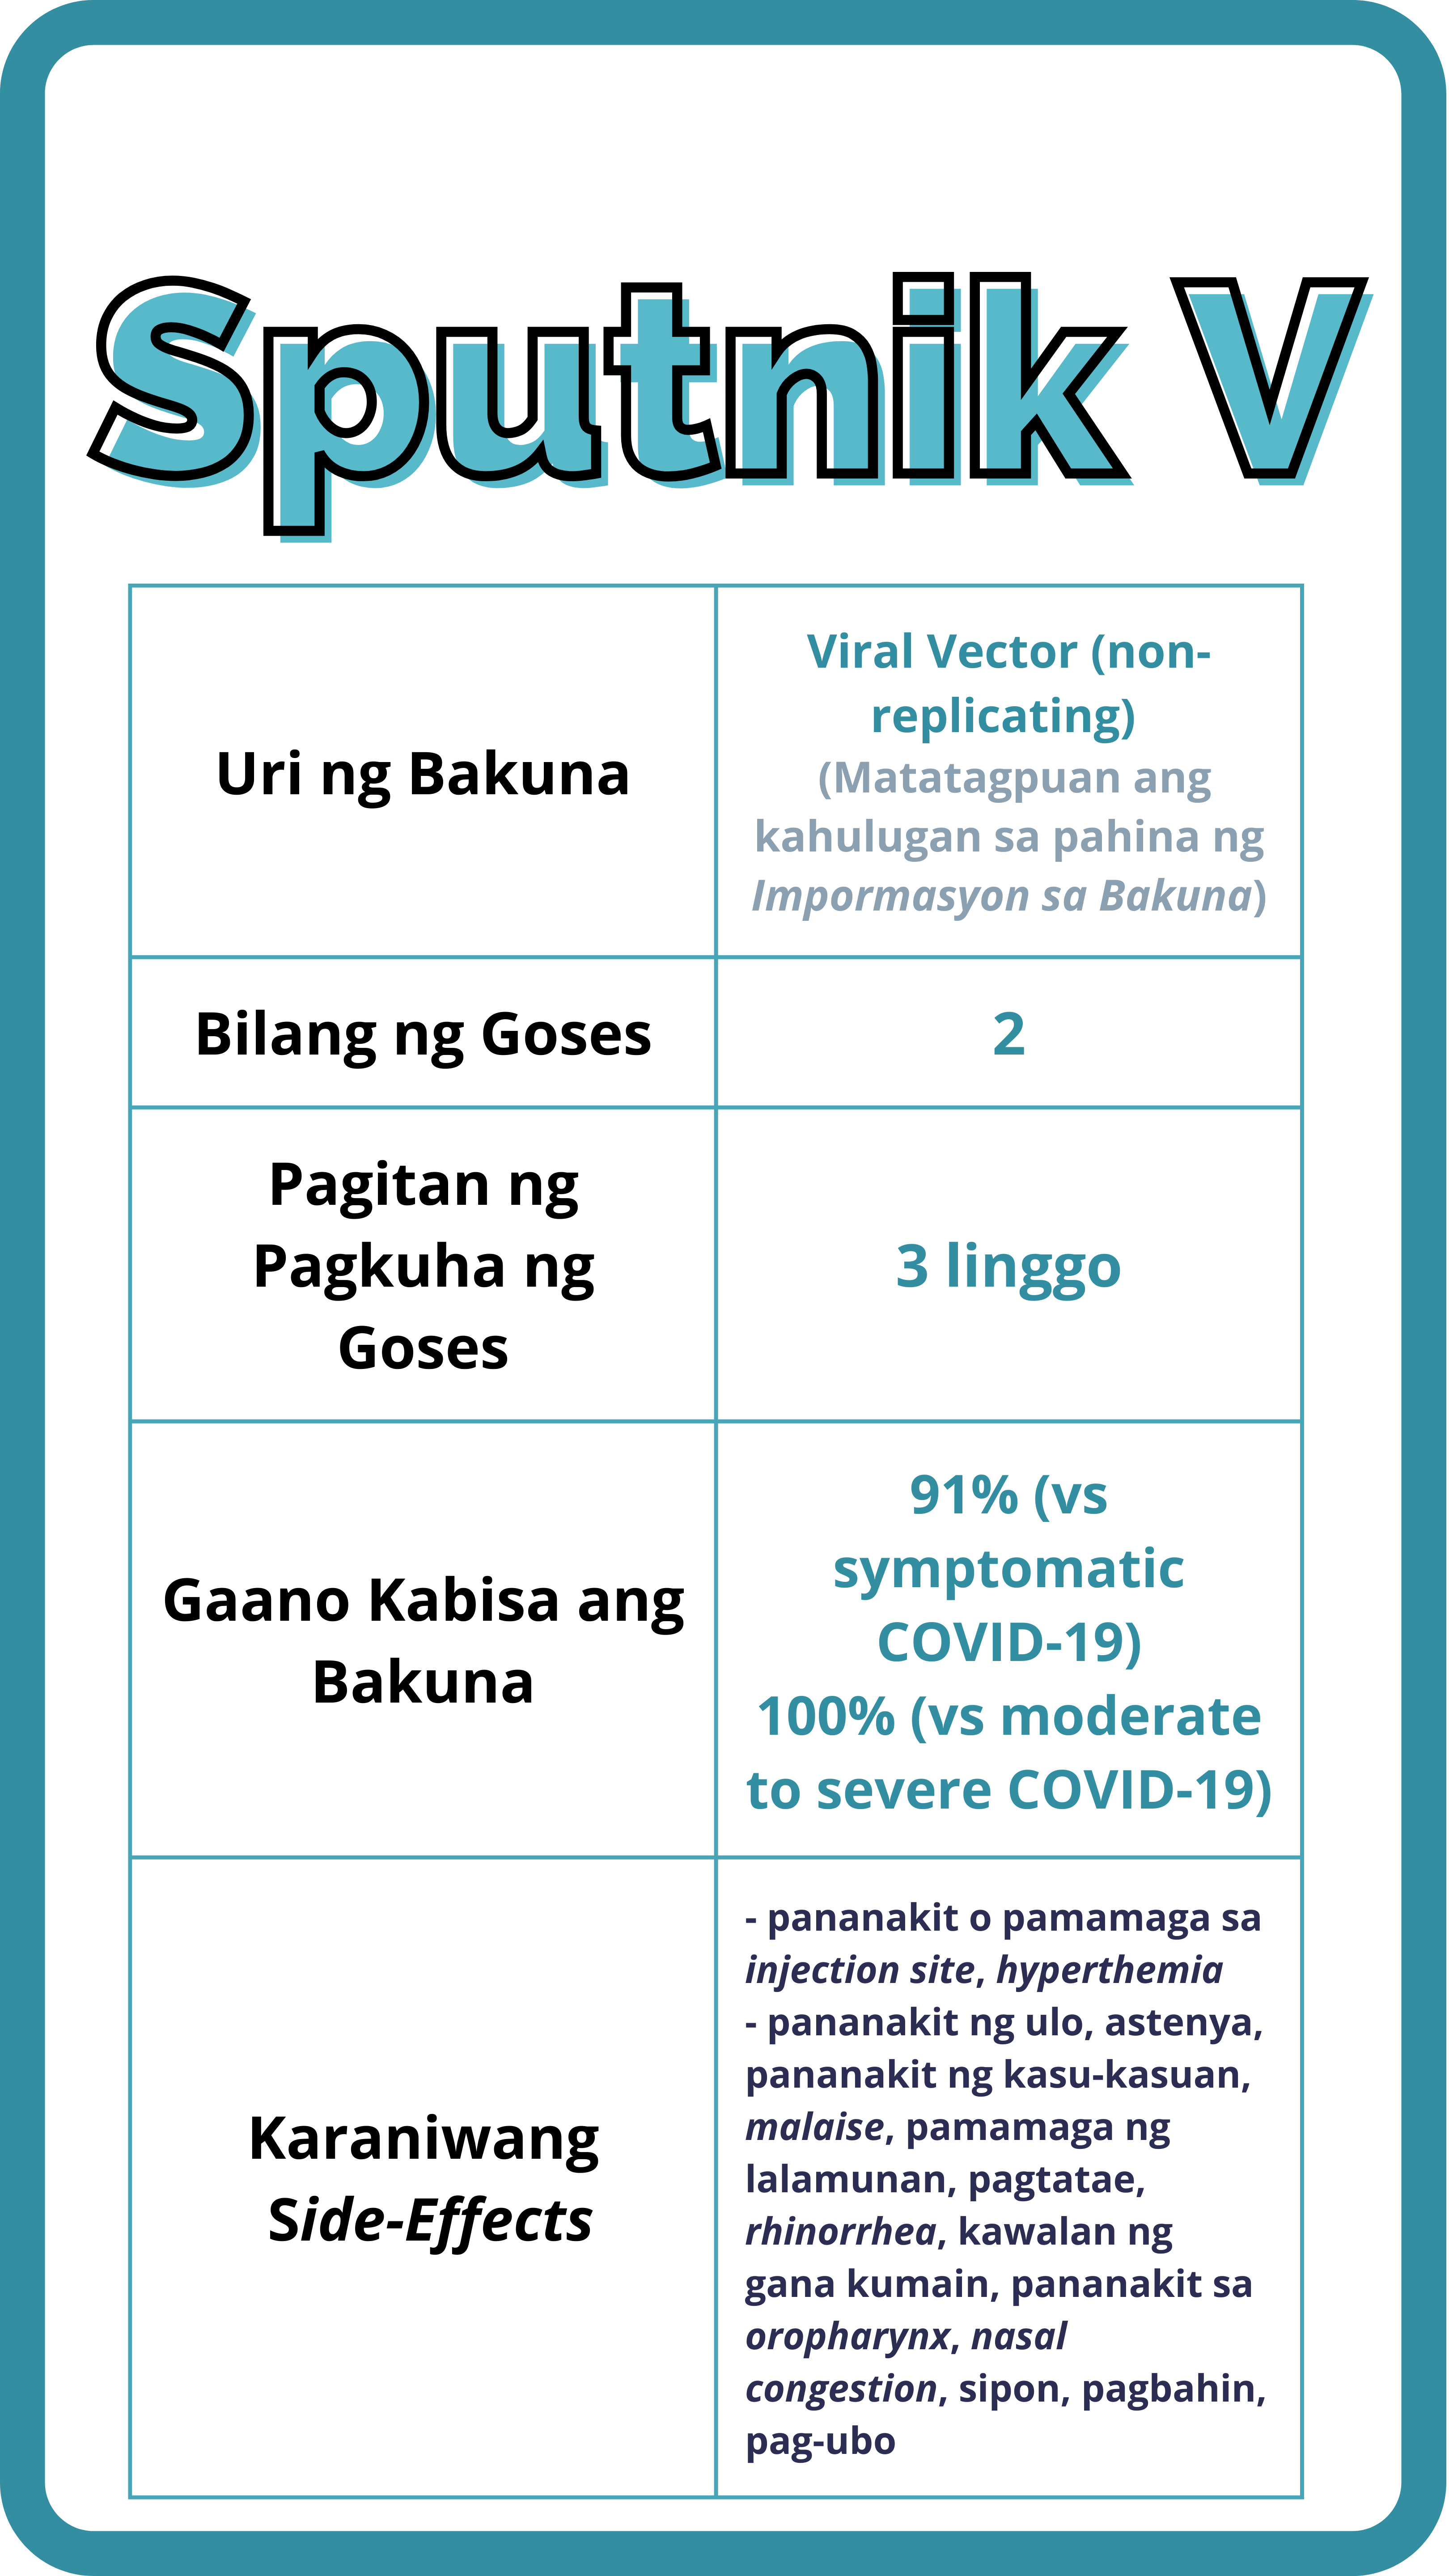 Sputnik V
Uri ng Bakuna
Viral Vector (non-
replicating)
(Matatagpuan ang
kahulugan sa pahina ng
Impormasyon sa Bakuna)
Bilang ng Goses
2
Pagitan ng
Pagkuha ng
Goses
3 linggo
Gaano Kabisa ang
Bakuna
91% (vs
symptomatic
COVID-19)
100% (vs moderate
to severe COVID-19)
Karaniwang
Side-Effects
- pananakit o pamamaga sa
injection site, hyperthemia
- pananakit ng ulo, astenya,
pananakit ng kasu-kasuan,
malaise, pamamaga ng
lalamunan, pagtatae,
rhinorrhea, kawalan ng
gana kumain, pananakit sa
oropharynx, nasal
congestion, sipon, pagbahin,
pag-ubo